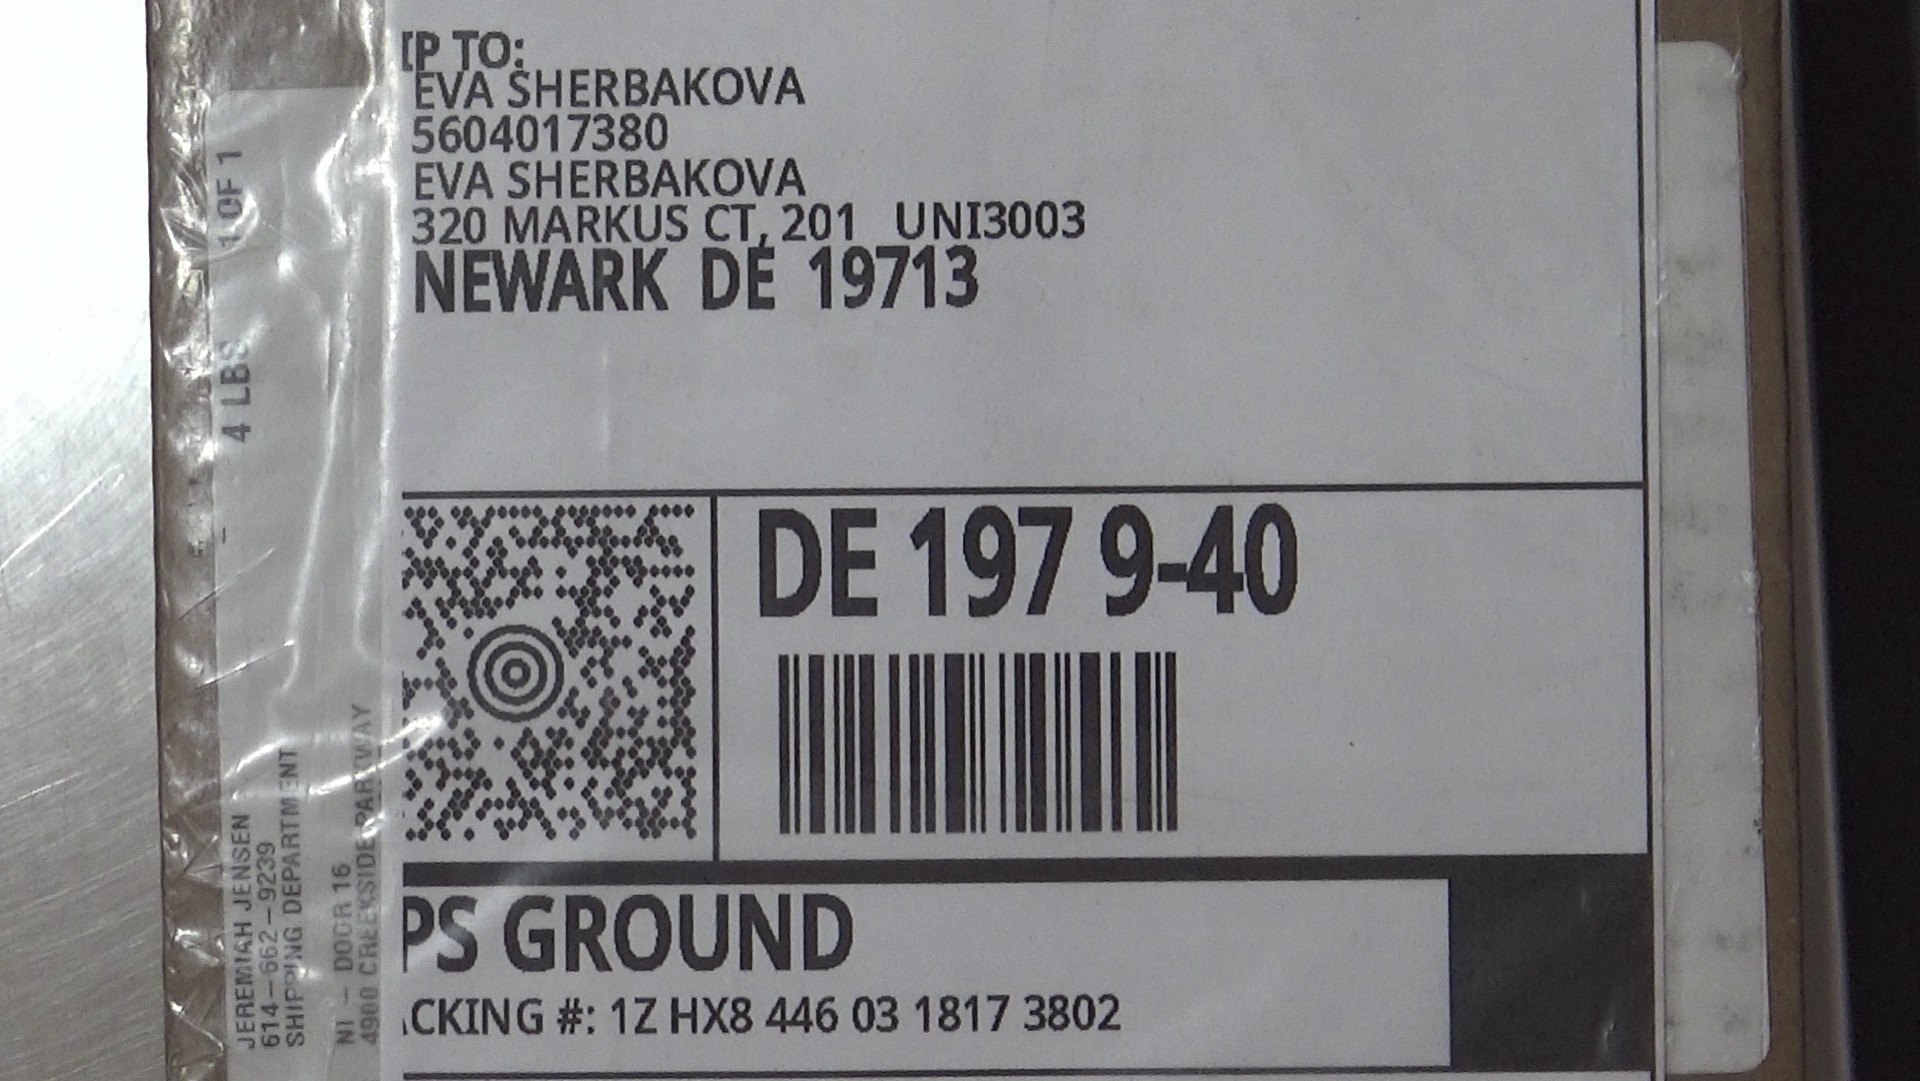 IP TO:
EVA SHERBAKOVA
5604017380
EVA SHERBAKOVA
320 MARKUS CT, 201 UNI3003
NEWARK DE 19713
DE 197 9-40
PS GROUND
ACKING #: 1Z HX8 446 03 1817 3802
4 LBS 1 OF 1
JEREMIAH JENSEN
614-662-9239
SHIPPING DEPARTMENT
NI - DOOR 16
4900 CREEKSIDE PARKWAY